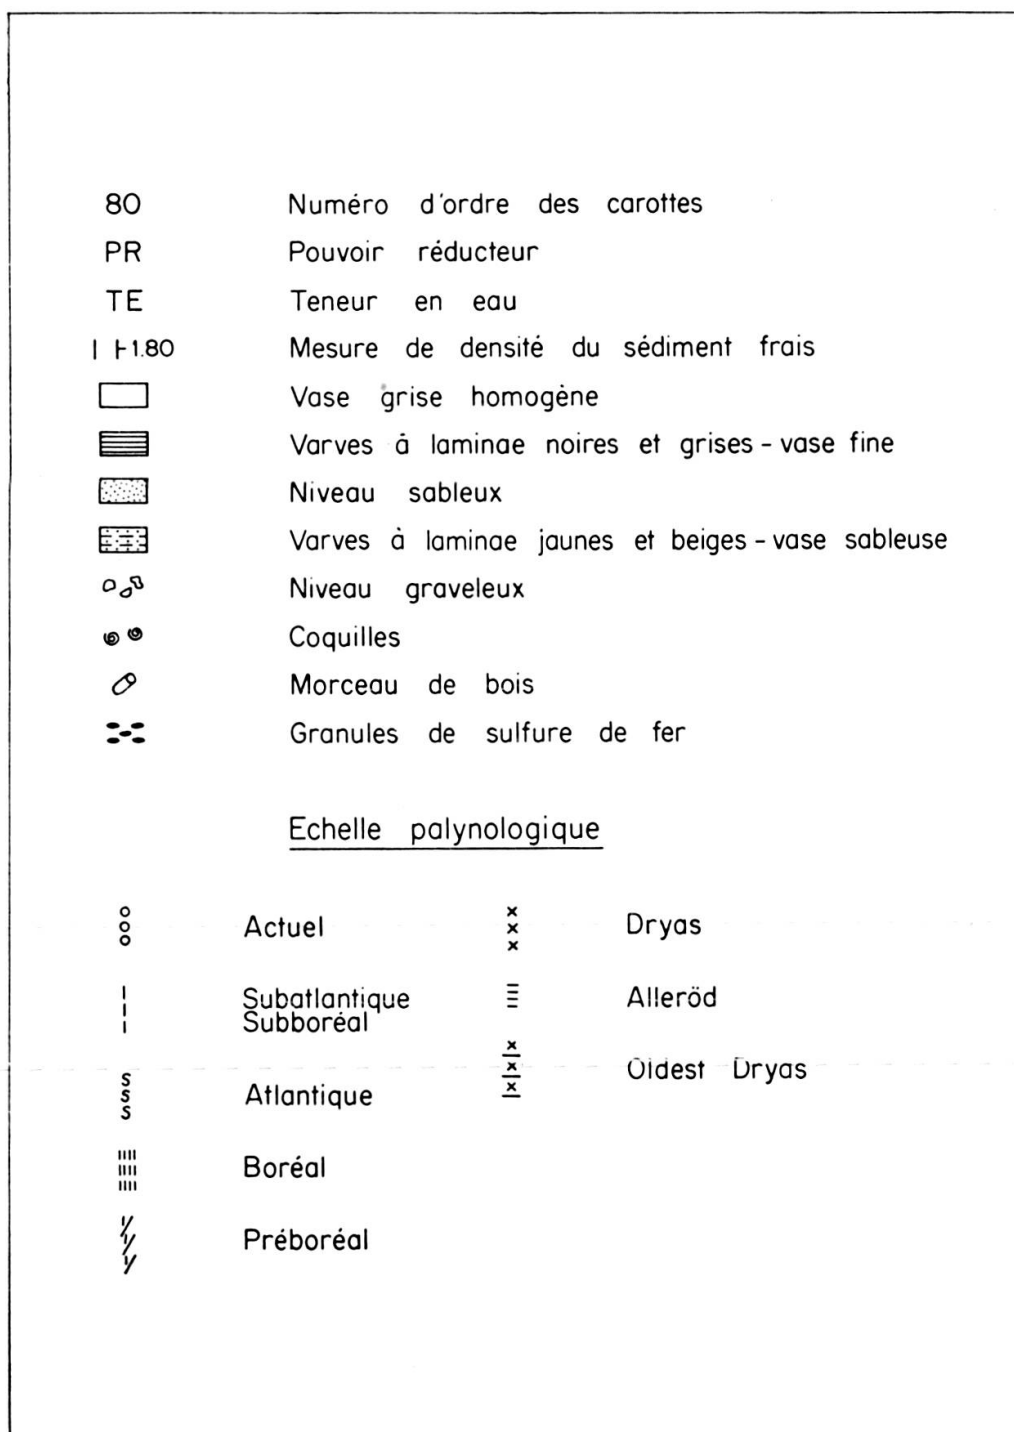 80 Numéro d'ordre des carottes
PR Pouvoir réducteur
TE Teneur en eau
1.80 Mesure de densité du sédiment frais
Vase grise homogène
Varves à laminae noires et grises - vase fine
Niveau sableux
Varves à laminae jaunes et beiges - vase sableuse
Niveau graveleux
Coquilles
Morceau de bois
Granules de sulfure de fer
Echelle palynologique
Actuel
Subatlantique
Subboréal
Atlantique
Boréal
Préboréal
Dryas
Alleröd
Oldest Dryas